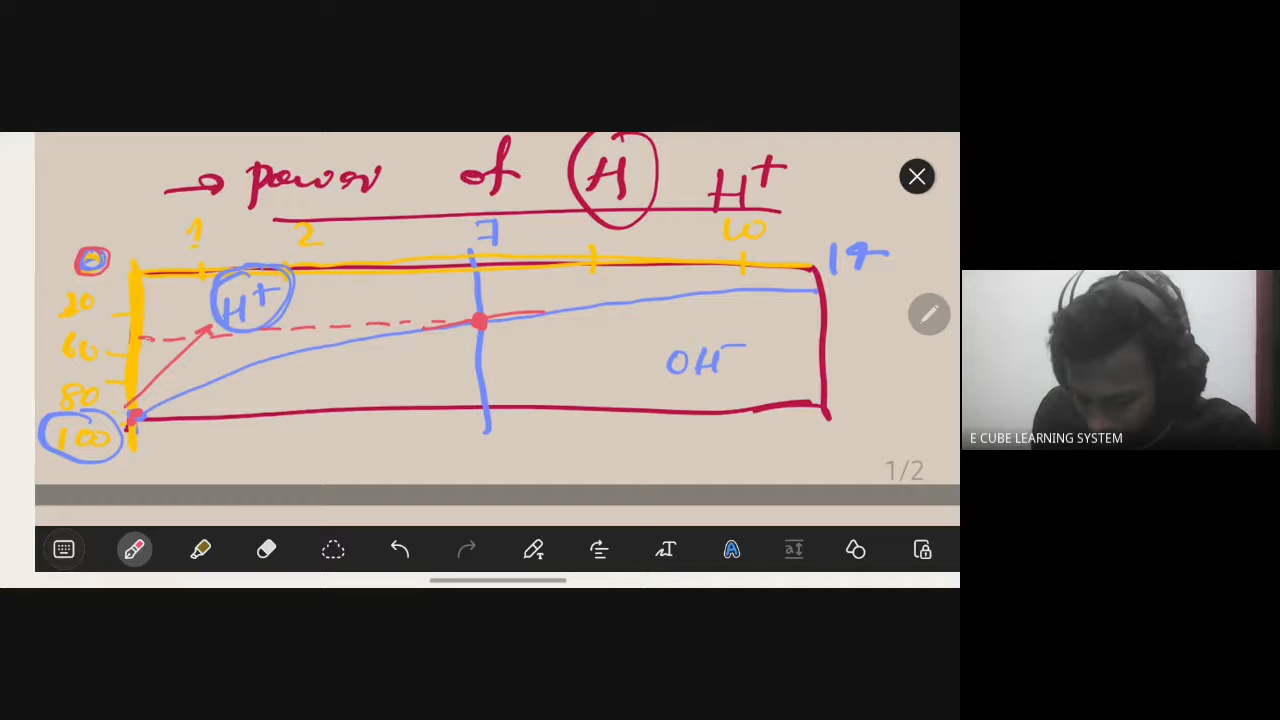 → power of H H+
1 2 7 10 14
0
20
60
80
100
H+
OH-
1/2
E CUBE LEARNING SYSTEM